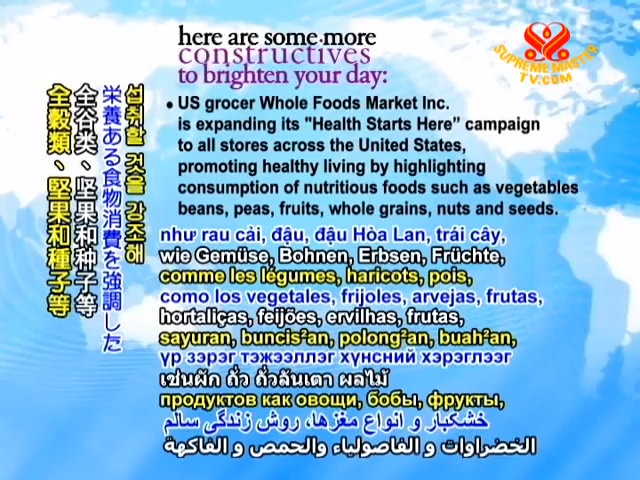 here are some more
constructives
to brighten your day:
SUPREME MASTER
TV.COM
• US grocer Whole Foods Market Inc.
is expanding its "Health Starts Here” campaign
to all stores across the United States,
promoting healthy living by highlighting
consumption of nutritious foods such as vegetables
beans, peas, fruits, whole grains, nuts and seeds.
섭취할 것을 강조해
栄養ある食物消費を強調した
全谷类、坚果和种子等
全穀類、堅果和種子等
như rau cải, đậu, đậu Hòa Lan, trái cây,
wie Gemüse, Bohnen, Erbsen, Früchte,
comme les légumes, haricots, pois,
como los vegetales, frijoles, arvejas, frutas,
hortaliças, feijões, ervilhas, frutas,
sayuran, buncis²an, polong²an, buah²an,
үр зэрэг тэжээллэг хүнсний хэрэглээг
เช่นผัก ถั่ว ถั่วลันเตา ผลไม้
продуктов как овощи, бобы, фрукты,
خشکبار و انواع مغزها، روش زندگی سالم
الخضراوات و الفاصولياء والحمص و الفاكهة